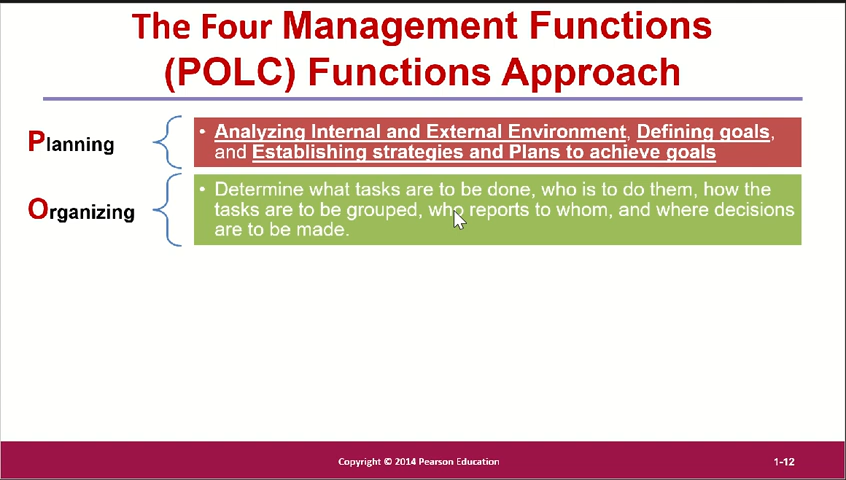 The Four Management Functions
(POLC) Functions Approach
Planning
• Analyzing Internal and External Environment, Defining goals,
and Establishing strategies and Plans to achieve goals
Organizing
• Determine what tasks are to be done, who is to do them, how the
tasks are to be grouped, who reports to whom, and where decisions
are to be made.
Copyright © 2014 Pearson Education
1-12